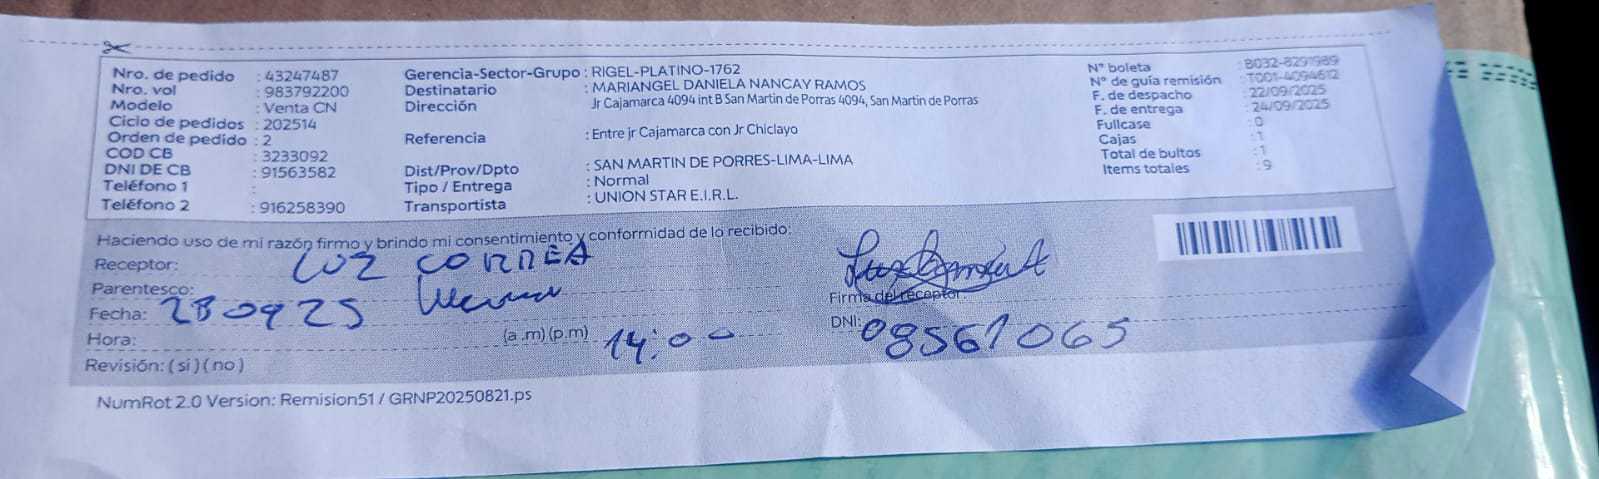 Nro. de pedido : 43247487
Nro. vol : 983792200
Modelo : Venta CN
Ciclo de pedidos : 202514
Orden de pedido : 2
COD CB : 3233092
DNI DE CB : 91563582
Teléfono 1 :
Teléfono 2 : 916258390
Gerencia-Sector-Grupo : RIGEL-PLATINO-1762
Destinatario : MARIANGEL DANIELA NANCAY RAMOS
Dirección Jr Cajamarca 4094 int B San Martin de Porras 4094, San Martin de Porras
Referencia : Entre jr Cajamarca con Jr Chiclayo
Dist/Prov/Dpto : SAN MARTIN DE PORRES-LIMA-LIMA
Tipo / Entrega : Normal
Transportista : UNION STAR E.I.R.L.
N° boleta : B032-8291989
N° de guía remisión : T001-4094612
F. de despacho : 22/09/2025
F. de entrega : 24/09/2025
Fullcase : 0
Cajas : 1
Total de bultos : 1
Items totales : 9
Haciendo uso de mi razón firmo y brindo mi consentimiento y conformidad de lo recibido:
Receptor: LUZ CORREA
Parentesco:
Fecha: 230925
Hora: (a .m) (p.m) 14:00
Revisión: ( si ) ( no )
Firma del receptor:
DNI: 08561065
NumRot 2.0 Version: Remision51 / GRNP20250821.ps